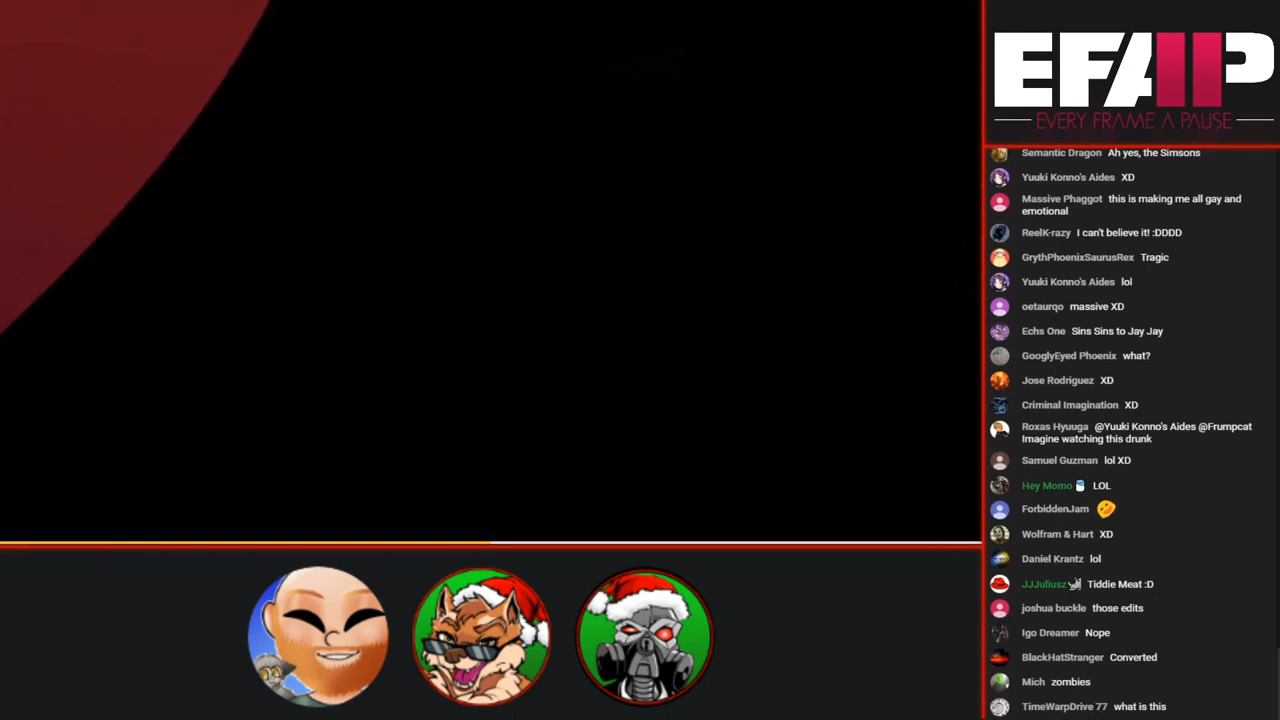 EFAP
EVERY FRAME A PAUSE
Semantic Dragon Ah yes, the Simsons
Yuuki Konno's Aides XD
Massive Phaggot this is making me all gay and
emotional
ReelK-razy I can't believe it! :DDDD
GrythPhoenixSaurusRex Tragic
Yuuki Konno's Aides lol
oetaurqo massive XD
Echs One Sins Sins to Jay Jay
GooglyEyed Phoenix what?
Jose Rodriguez XD
Criminal Imagination XD
Roxas Hyuuga @Yuuki Konno's Aides @Frumpcat
Imagine watching this drunk
Samuel Guzman lol XD
Hey Momo LOL
ForbiddenJam
Wolfram & Hart XD
Daniel Krantz lol
JJJuliusz Tiddie Meat :D
joshua buckle those edits
Igo Dreamer Nope
BlackHatStranger Converted
Mich zombies
TimeWarpDrive 77 what is this